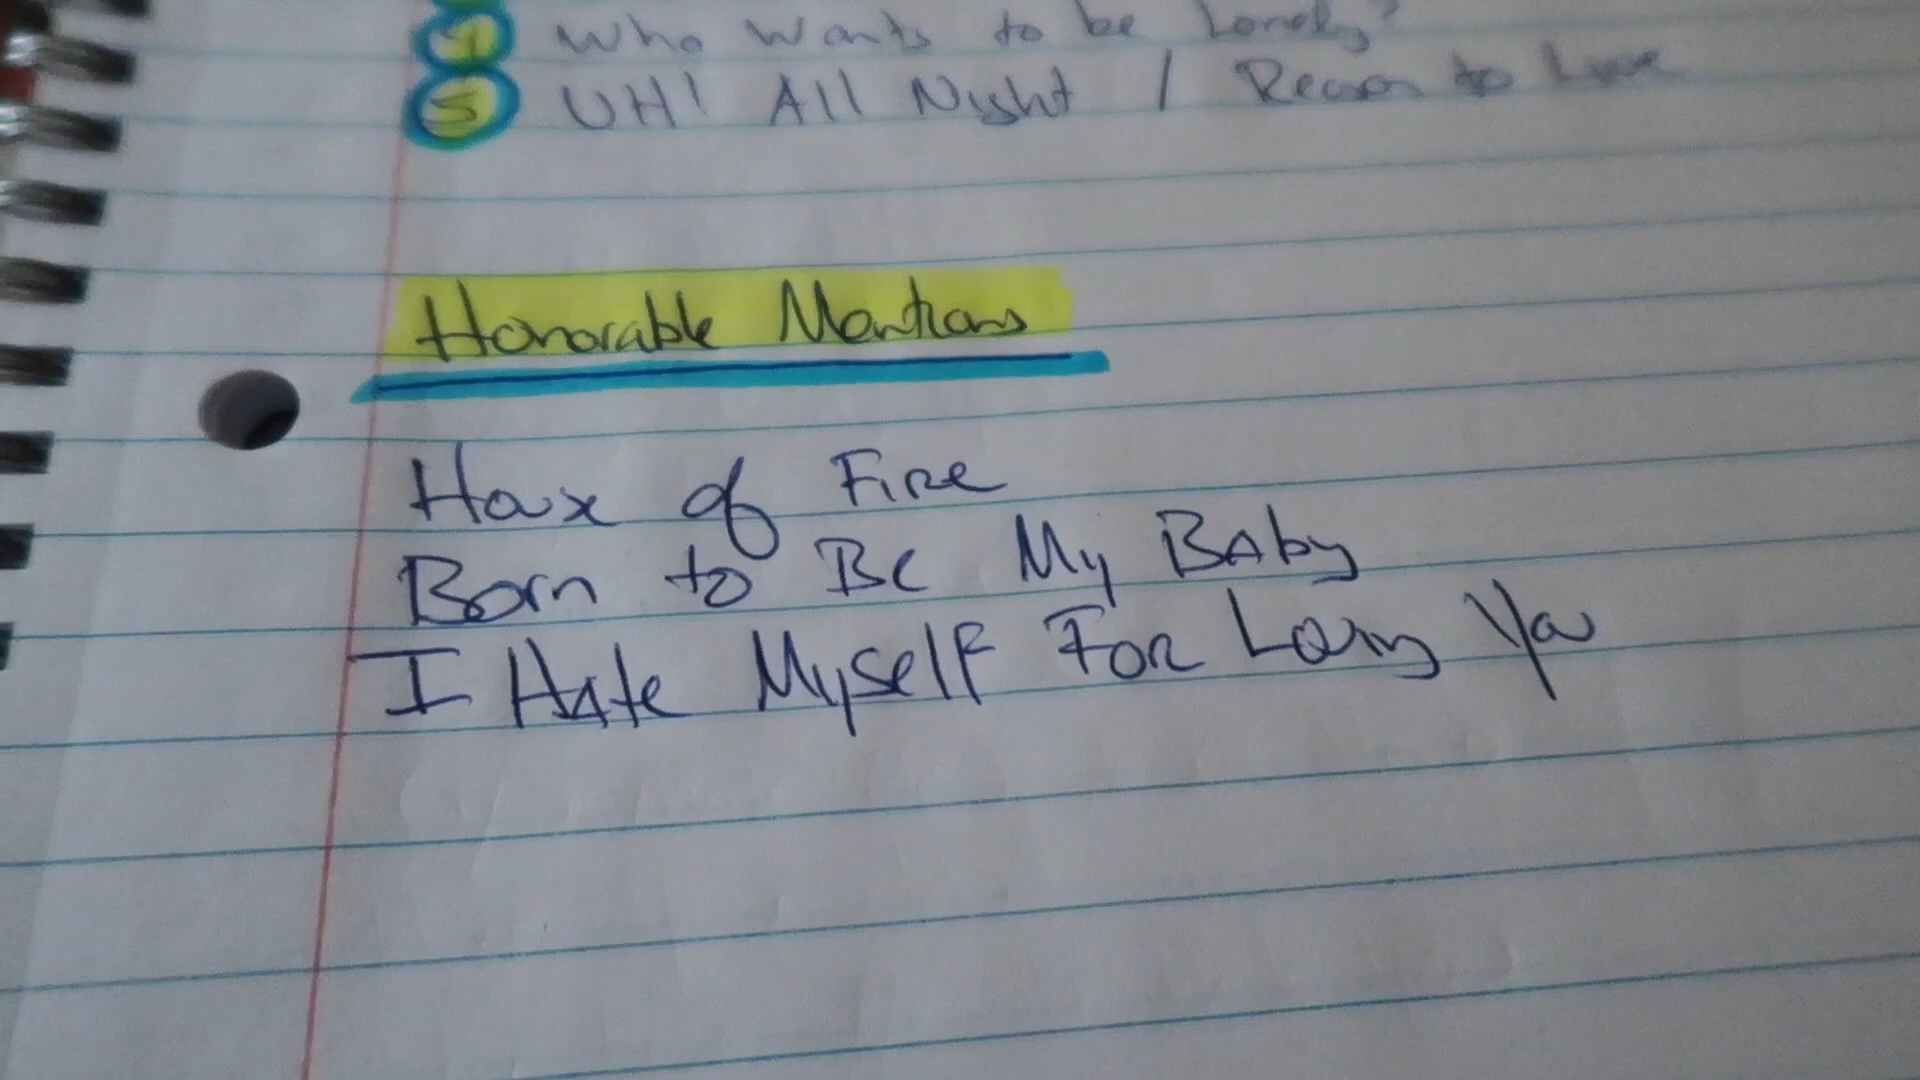 4 Who Wants to be Lonely?
5 UH! All Night / Reason to Live
Honorable Mentions
House of Fire
Born to Be My Baby
I Hate Myself For Loving You